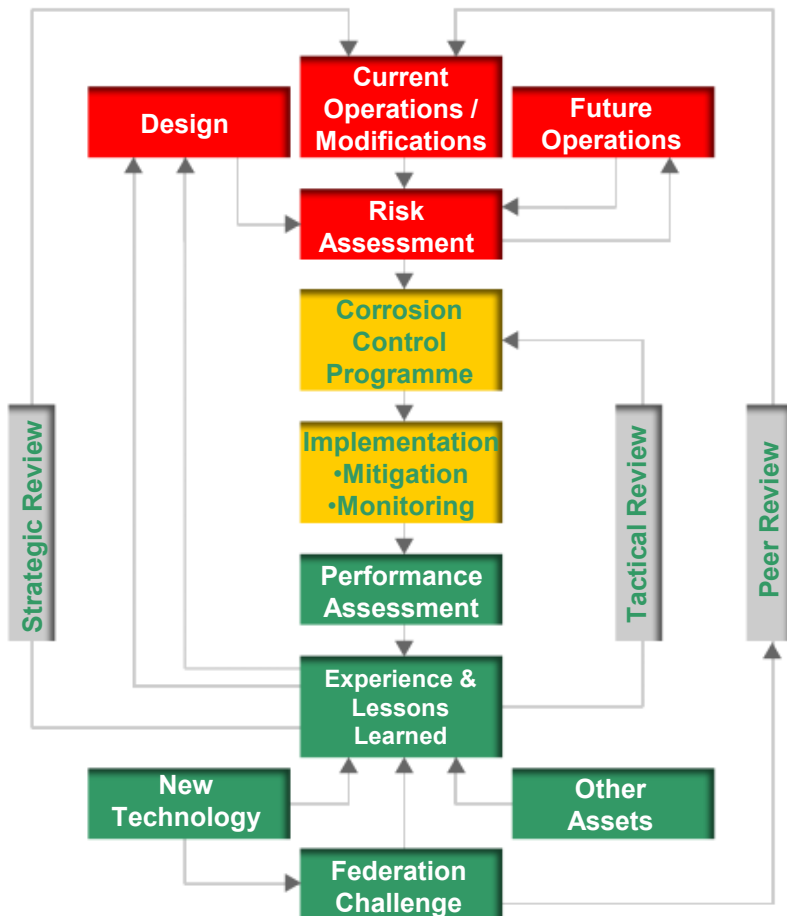 Current
Operations /
Modifications
Design
Future
Operations
Risk
Assessment
Corrosion
Control
Programme
Implementation
•Mitigation
•Monitoring
Strategic Review
Tactical Review
Peer Review
Performance
Assessment
Experience &
Lessons
Learned
New
Technology
Other
Assets
Federation
Challenge